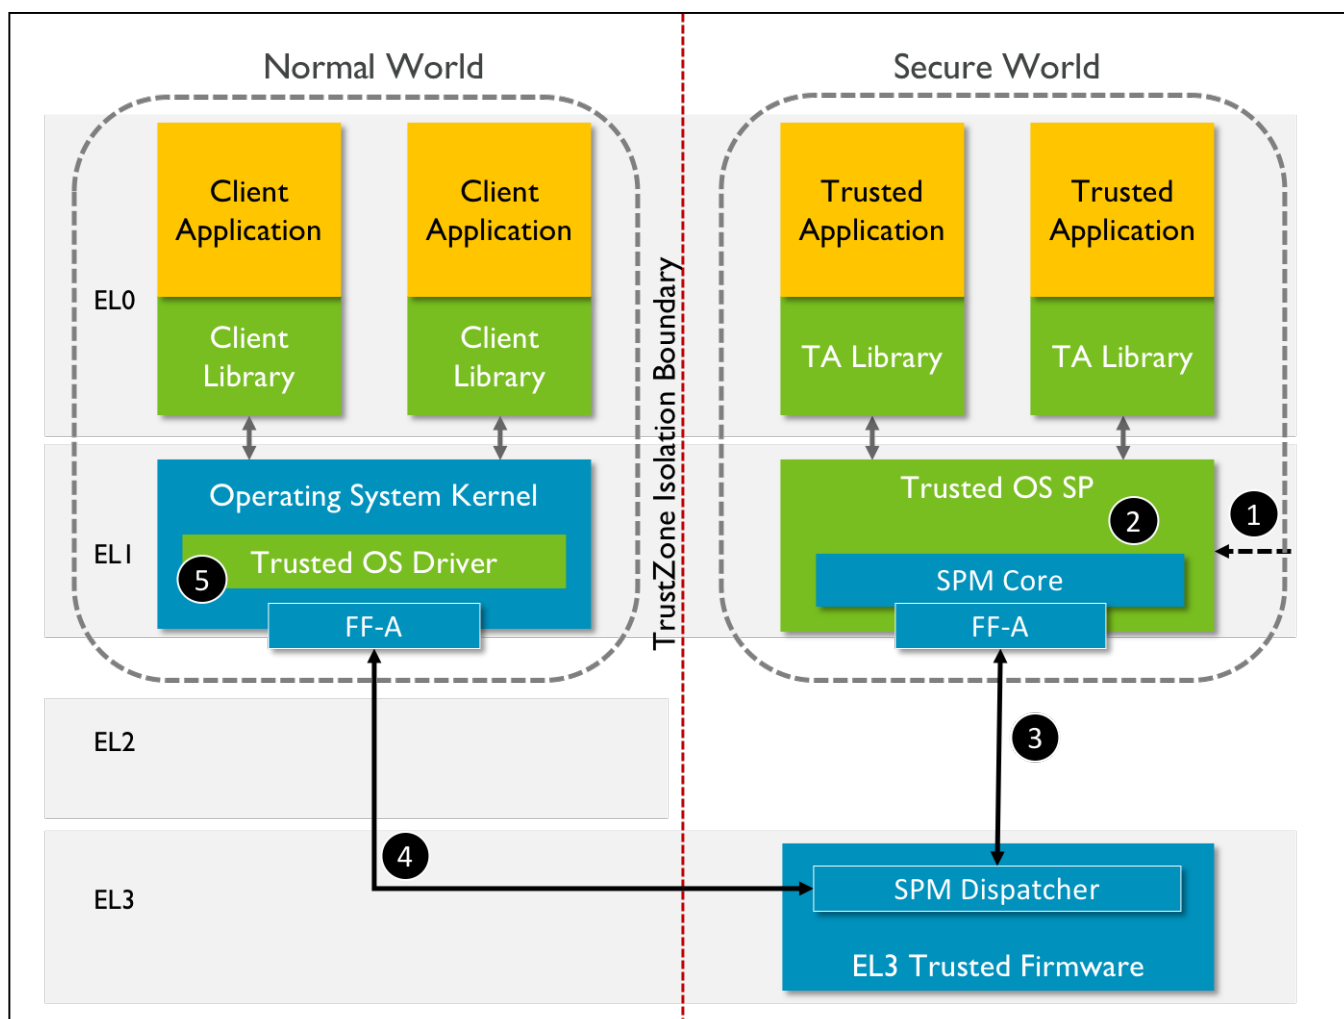 Normal World
Secure World
Client
Application
Client
Application
Trusted
Application
Trusted
Application
EL0
Client
Library
Client
Library
TA Library
TA Library
TrustZone Isolation Boundary
Operating System Kernel
Trusted OS SP
1
2
EL1
Trusted OS Driver
5
SPM Core
FF-A
FF-A
EL2
3
4
EL3
SPM Dispatcher
EL3 Trusted Firmware